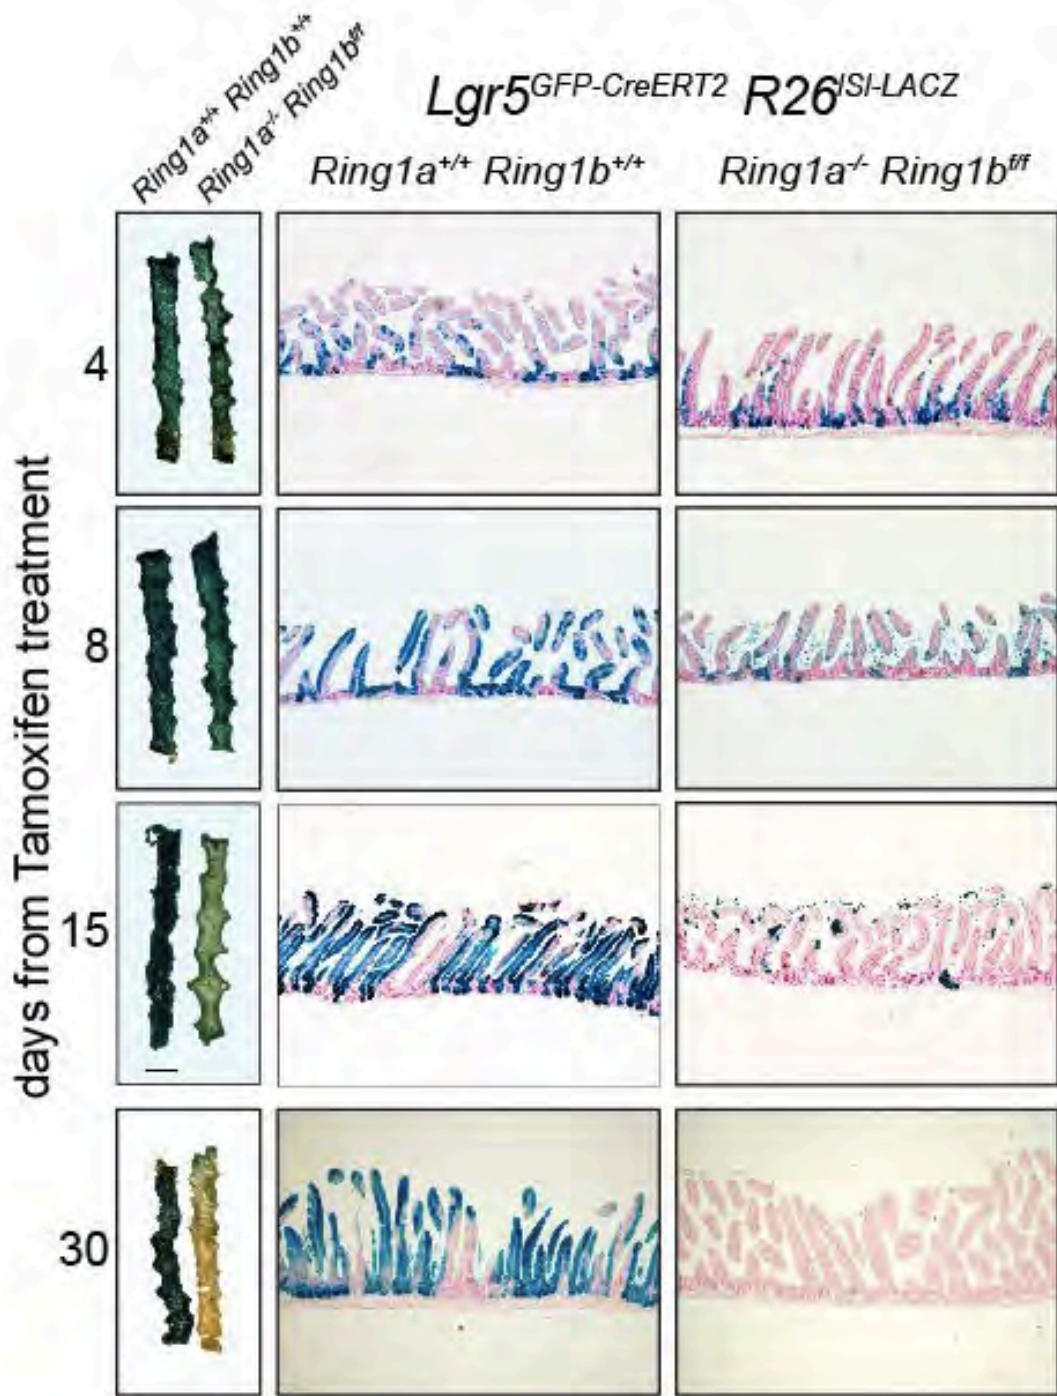 Ring1a+/+ Ring1b+/+
Ring1a-/- Ring1bf/f
Lgr5GFP-CreERT2 R26lSl-LACZ
Ring1a+/+ Ring1b+/+
Ring1a-/- Ring1bf/f
days from Tamoxifen treatment
4
8
15
30